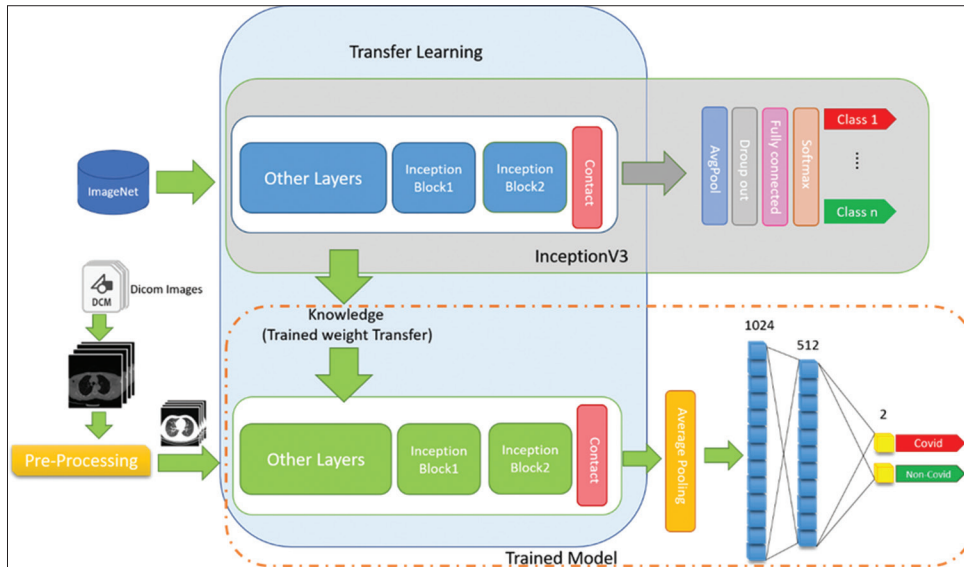 Transfer Learning
ImageNet
Other Layers
Inception
Block1
Inception
Block2
Contact
AvgPool
Droup out
Fully connected
Softmax
Class 1
....
Class n
InceptionV3
DCM
Dicom Images
Knowledge
(Trained weight Transfer)
Pre-Processing
Other Layers
Inception
Block1
Inception
Block2
Contact
Average Pooling
1024
512
2
Covid
Non-Covid
Trained Model